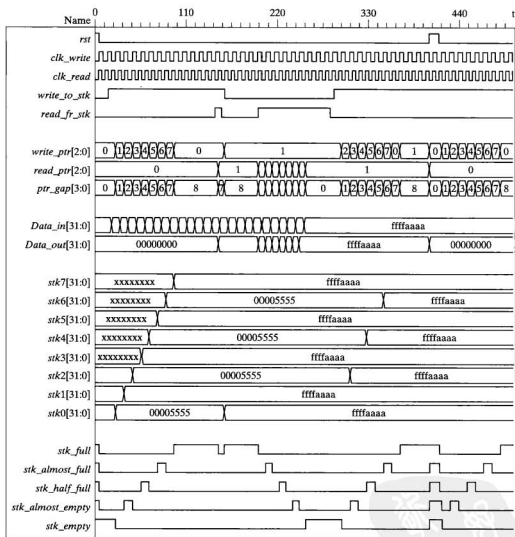 Name 0 110 220 330 440 t
rst
clk_write
clk_read
write_to_stk
read_fr_stk
write_ptr[2:0] 0 1 2 3 4 5 6 7 0 1 2 3 4 5 6 7 0 1 0 1 2 3 4 5 6 7 0
read_ptr[2:0] 0 1 1 0
ptr_gap[3:0] 0 1 2 3 4 5 6 7 8 8 0 1 2 3 4 5 6 7 8 0 1 2 3 4 5 6 7 8
Data_in[31:0] ffffaaaa
Data_out[31:0] 00000000 ffffaaaa 00000000
stk7[31:0] xxxxxxxx ffffaaaa
stk6[31:0] xxxxxxxx 00005555 ffffaaaa
stk5[31:0] xxxxxxxx ffffaaaa
stk4[31:0] xxxxxxxx 00005555 ffffaaaa
stk3[31:0] xxxxxxxx ffffaaaa
stk2[31:0] 00005555 ffffaaaa
stk1[31:0] ffffaaaa
stk0[31:0] 00005555 ffffaaaa
stk_full
stk_almost_full
stk_half_full
stk_almost_empty
stk_empty